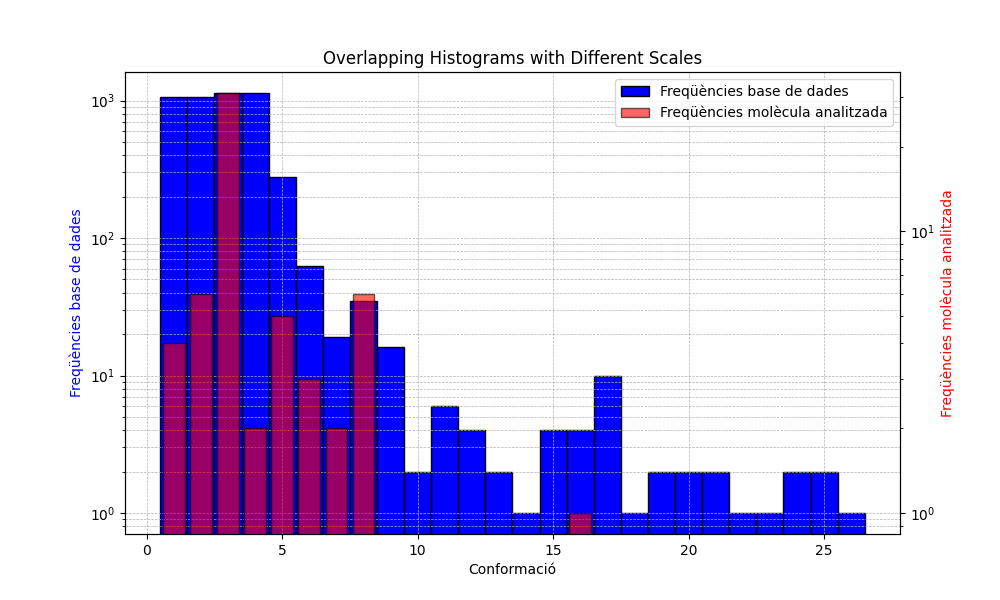 Overlapping Histograms with Different Scales
Freqüències base de dades
Freqüències molècula analitzada
Freqüències base de dades
10³
10²
10¹
10⁰
Freqüències molècula analitzada
10¹
10⁰
0 5 10 15 20 25
Conformació